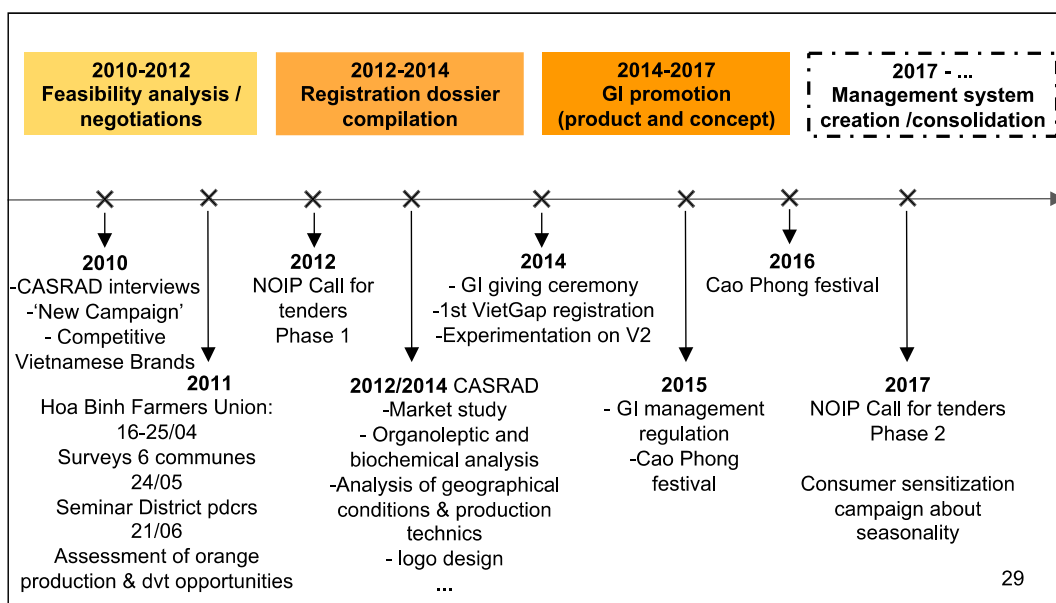 2010-2012
Feasibility analysis /
negotiations
2012-2014
Registration dossier
compilation
2014-2017
GI promotion
(product and concept)
2017 - ...
Management system
creation /consolidation
2010
-CASRAD interviews
-‘New Campaign’
- Competitive
Vietnamese Brands
2011
Hoa Binh Farmers Union:
16-25/04
Surveys 6 communes
24/05
Seminar District pdcrs
21/06
Assessment of orange
production & dvt opportunities
2012
NOIP Call for
tenders
Phase 1
2012/2014 CASRAD
-Market study
- Organoleptic and
biochemical analysis
-Analysis of geographical
conditions & production
technics
- logo design
...
2014
- GI giving ceremony
-1st VietGap registration
-Experimentation on V2
2015
- GI management
regulation
-Cao Phong
festival
2016
Cao Phong festival
2017
NOIP Call for tenders
Phase 2
Consumer sensitization
campaign about
seasonality
29